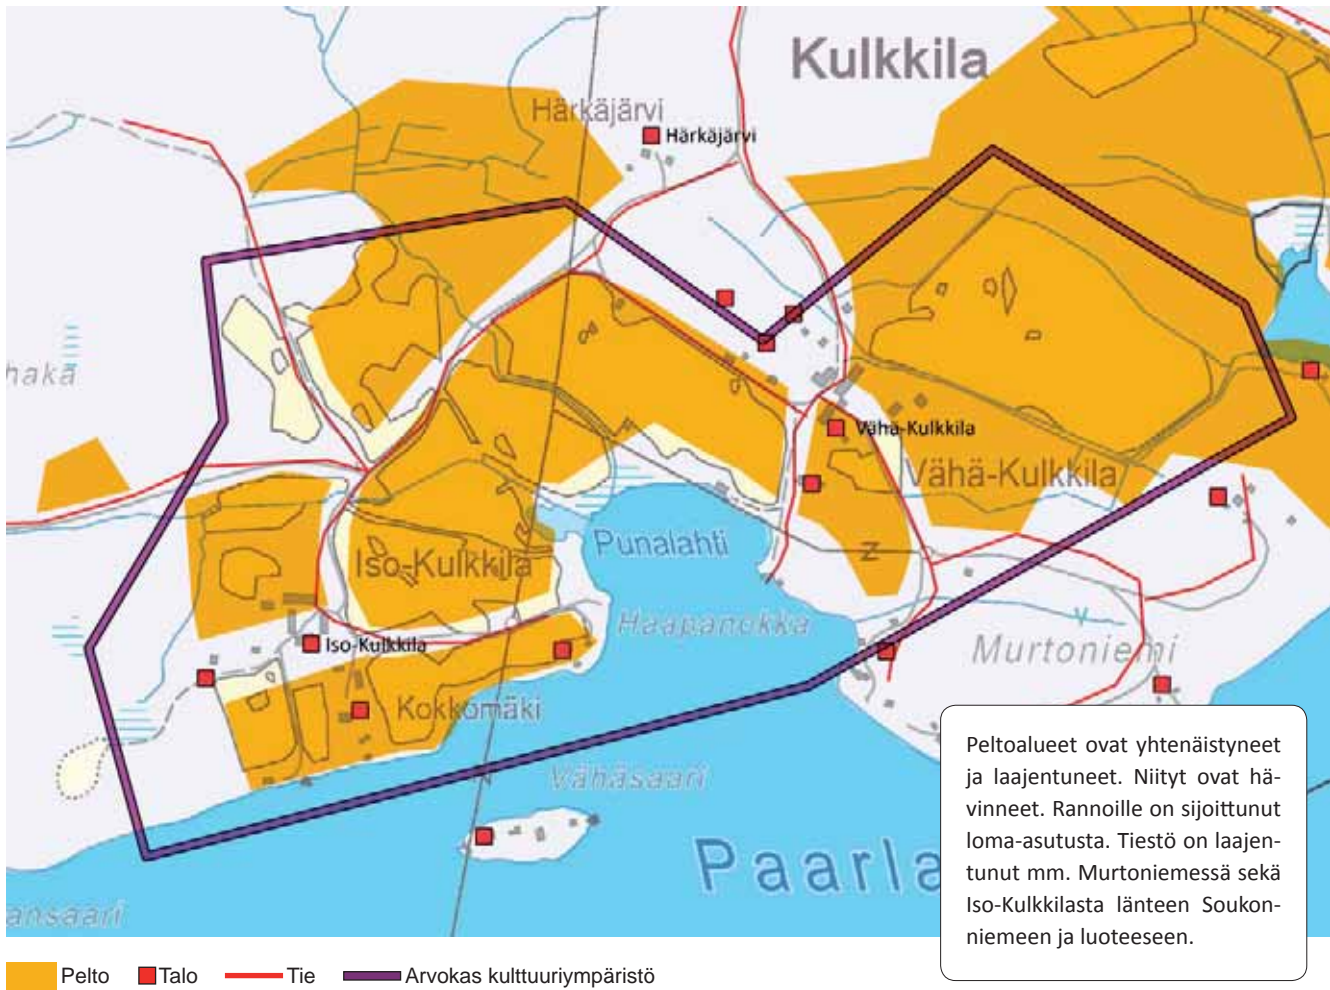 Kulkkila
Härkäjärvi
Härkäjärvi
haka
Vähä-Kulkkila
Vähä-Kulkkila
Punalahti
Iso-Kulkkila
Haapanokka
Iso-Kulkkila
Murtoniemi
Kokkomäki
Vähäsaari
Paarla
ansaari
Peltoalueet ovat yhtenäistyneet
ja laajentuneet. Niityt ovat hä-
vinneet. Rannoille on sijoittunut
loma-asutusta. Tiestö on laajen-
tunut mm. Murtoniemessä sekä
Iso-Kulkkilasta länteen Soukon-
niemeen ja luoteeseen.
Pelto Talo Tie Arvokas kulttuuriympäristö